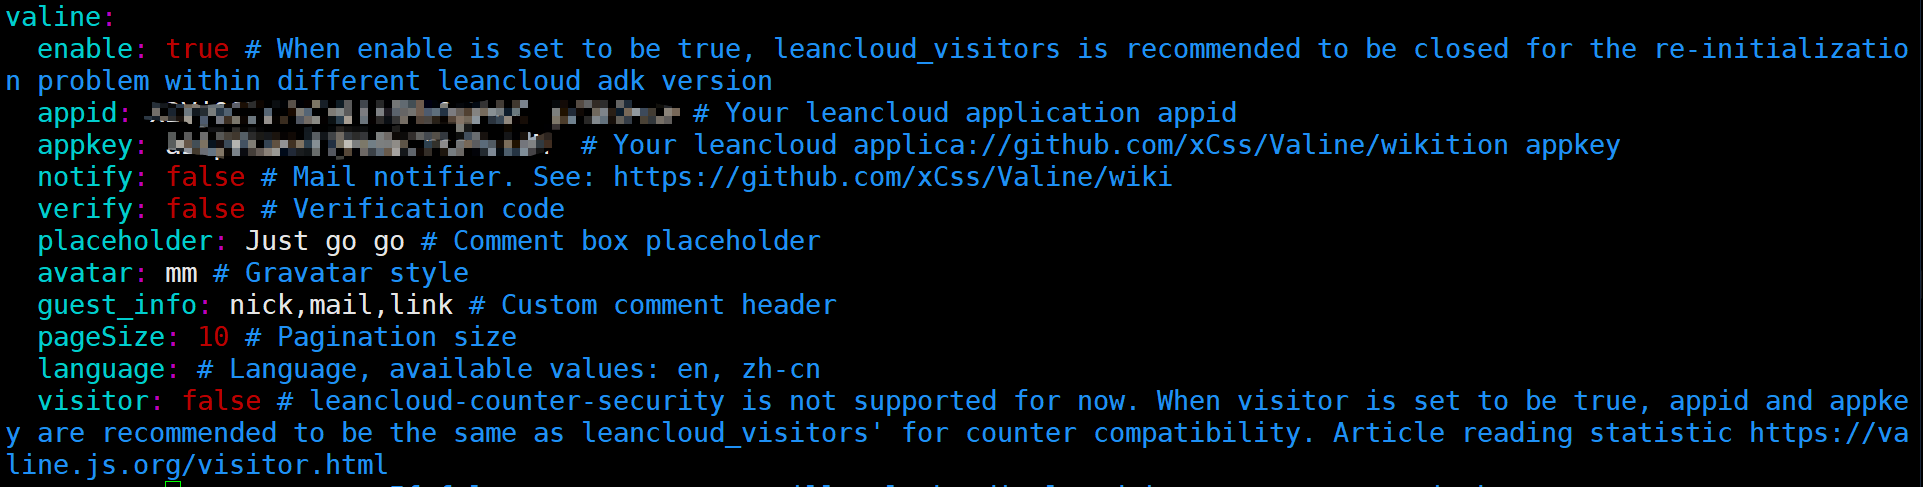 valine:
enable: true # When enable is set to be true, leancloud_visitors is recommended to be closed for the re-initializatio
n problem within different leancloud adk version
appid: # Your leancloud application appid
appkey: # Your leancloud applica://github.com/xCss/Valine/wikition appkey
notify: false # Mail notifier. See: https://github.com/xCss/Valine/wiki
verify: false # Verification code
placeholder: Just go go # Comment box placeholder
avatar: mm # Gravatar style
guest_info: nick,mail,link # Custom comment header
pageSize: 10 # Pagination size
language: # Language, available values: en, zh-cn
visitor: false # leancloud-counter-security is not supported for now. When visitor is set to be true, appid and appke
y are recommended to be the same as leancloud_visitors' for counter compatibility. Article reading statistic https://va
line.js.org/visitor.html